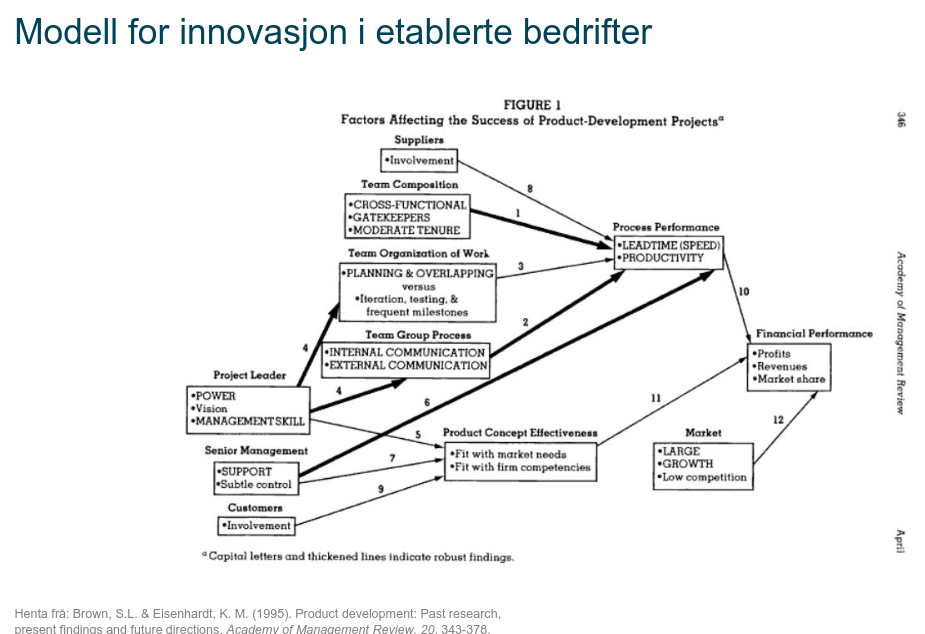 Modell for innovasjon i etablerte bedrifter
FIGURE 1
Factors Affecting the Success of Product-Development Projectsᵃ
346
Suppliers
•Involvement
8
Team Composition
•CROSS-FUNCTIONAL
•GATEKEEPERS
•MODERATE TENURE
1
Process Performance
•LEADTIME (SPEED)
•PRODUCTIVITY
Team Organization of Work
•PLANNING & OVERLAPPING
versus
•Iteration, testing, &
frequent milestones
3
10
Academy of Management Review
2
Team Group Process
•INTERNAL COMMUNICATION
•EXTERNAL COMMUNICATION
4
Financial Performance
•Profits
•Revenues
•Market share
Project Leader
•POWER
•Vision
•MANAGEMENT SKILL
4
6
11
5
Product Concept Effectiveness
•Fit with market needs
•Fit with firm competencies
12
Market
•LARGE
•GROWTH
•Low competition
Senior Management
•SUPPORT
•Subtle control
7
9
Customers
•Involvement
April
ᵃ Capital letters and thickened lines indicate robust findings.
Henta frå: Brown, S.L. & Eisenhardt, K. M. (1995). Product development: Past research,
present findings and future directions. Academy of Management Review, 20, 343-378.